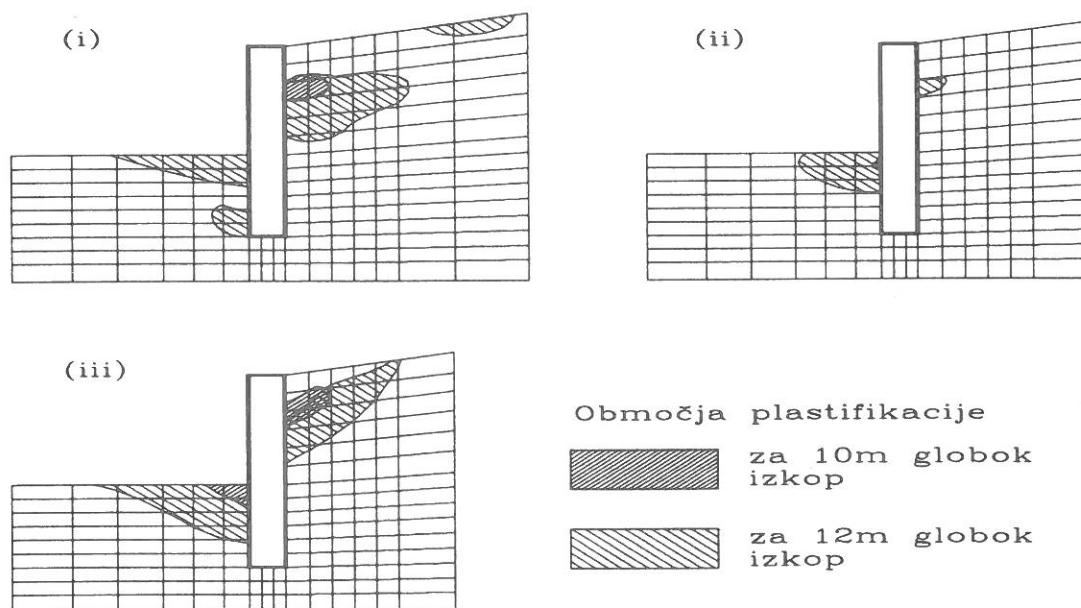 (i)
(ii)
(iii)
Območja plastifikacije
za 10m globok
izkop
za 12m globok
izkop